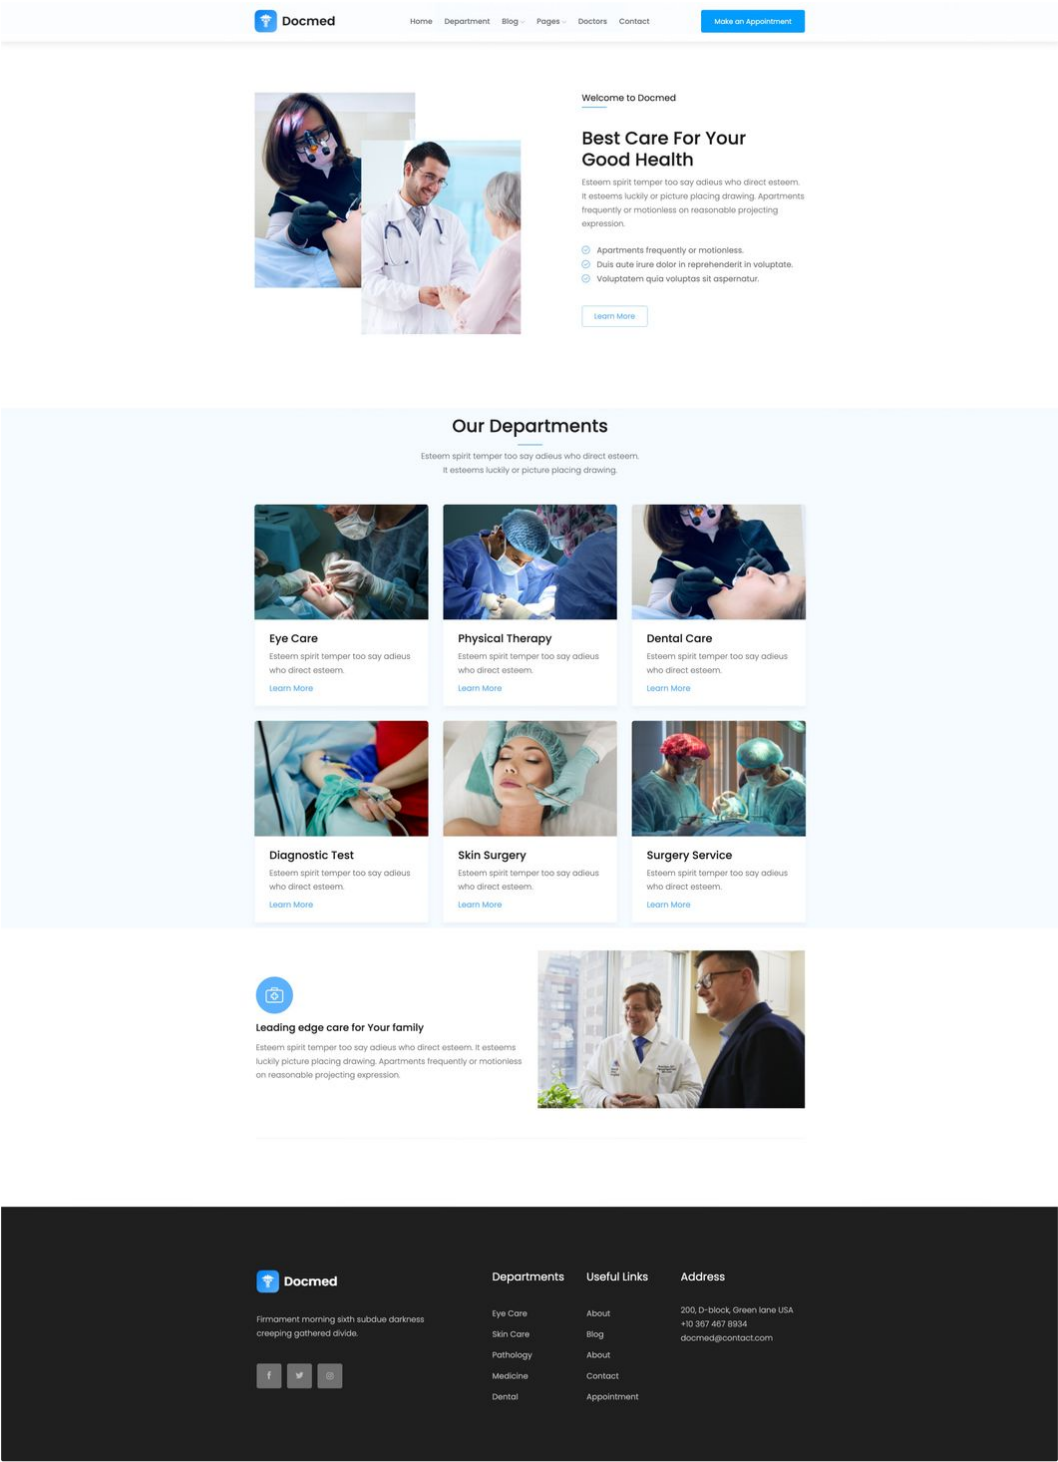 Docmed
Home Department Blog Pages Doctors Contact
Make an Appointment
Welcome to Docmed
Best Care For Your
Good Health
Esteem spirit temper too say adieus who direct esteem.
It esteems luckily or picture placing drawing. Apartments
frequently or motionless on reasonable projecting
expression.
Apartments frequently or motionless.
Duis aute irure dolor in reprehenderit in voluptate.
Voluptatem quia voluptas sit aspernatur.
Learn More
Our Departments
Esteem spirit temper too say adieus who direct esteem.
It esteems luckily or picture placing drawing.
Eye Care
Esteem spirit temper too say adieus
who direct esteem.
Learn More
Physical Therapy
Esteem spirit temper too say adieus
who direct esteem.
Learn More
Dental Care
Esteem spirit temper too say adieus
who direct esteem.
Learn More
Diagnostic Test
Esteem spirit temper too say adieus
who direct esteem.
Learn More
Skin Surgery
Esteem spirit temper too say adieus
who direct esteem.
Learn More
Surgery Service
Esteem spirit temper too say adieus
who direct esteem.
Learn More
Leading edge care for Your family
Esteem spirit temper too say adieus who direct esteem. It esteems
luckily picture placing drawing. Apartments frequently or motionless
on reasonable projecting expression.
Docmed
Firmament morning sixth subdue darkness
creeping gathered divide.
Departments
Eye Care
Skin Care
Pathology
Medicine
Dental
Useful Links
About
Blog
About
Contact
Appointment
Address
200, D-block, Green lane USA
+10 367 467 8934
docmed@contact.com